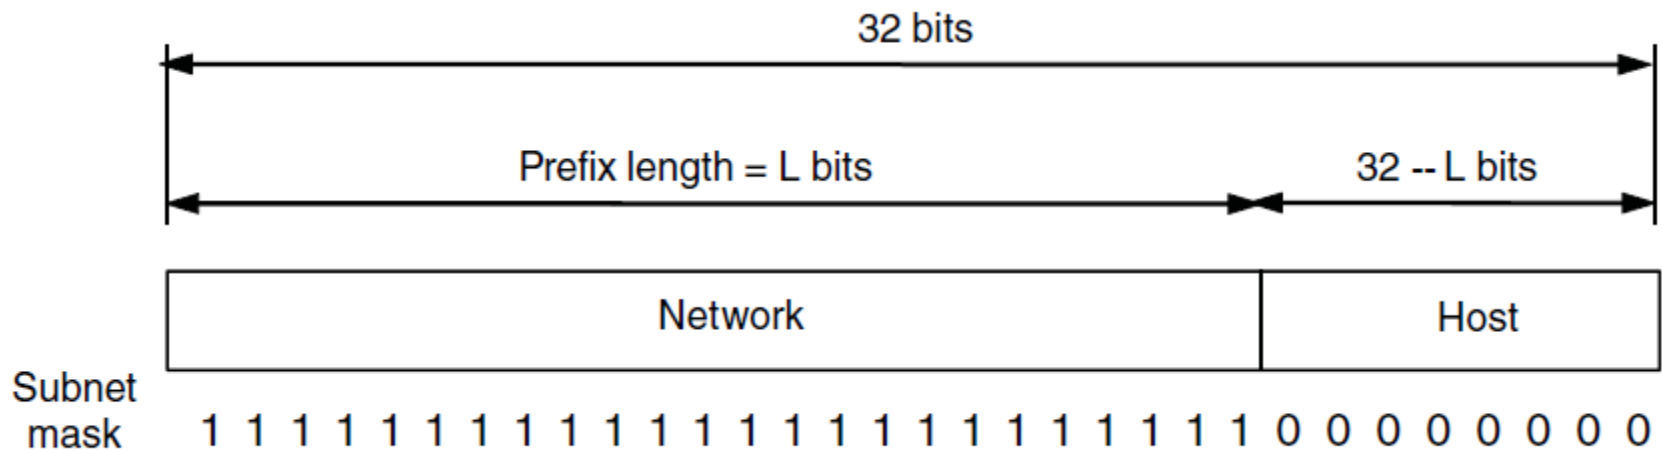 32 bits
Prefix length = L bits 32 -- L bits
Network Host
Subnet
mask 1 1 1 1 1 1 1 1 1 1 1 1 1 1 1 1 1 1 1 1 1 1 1 1 0 0 0 0 0 0 0 0